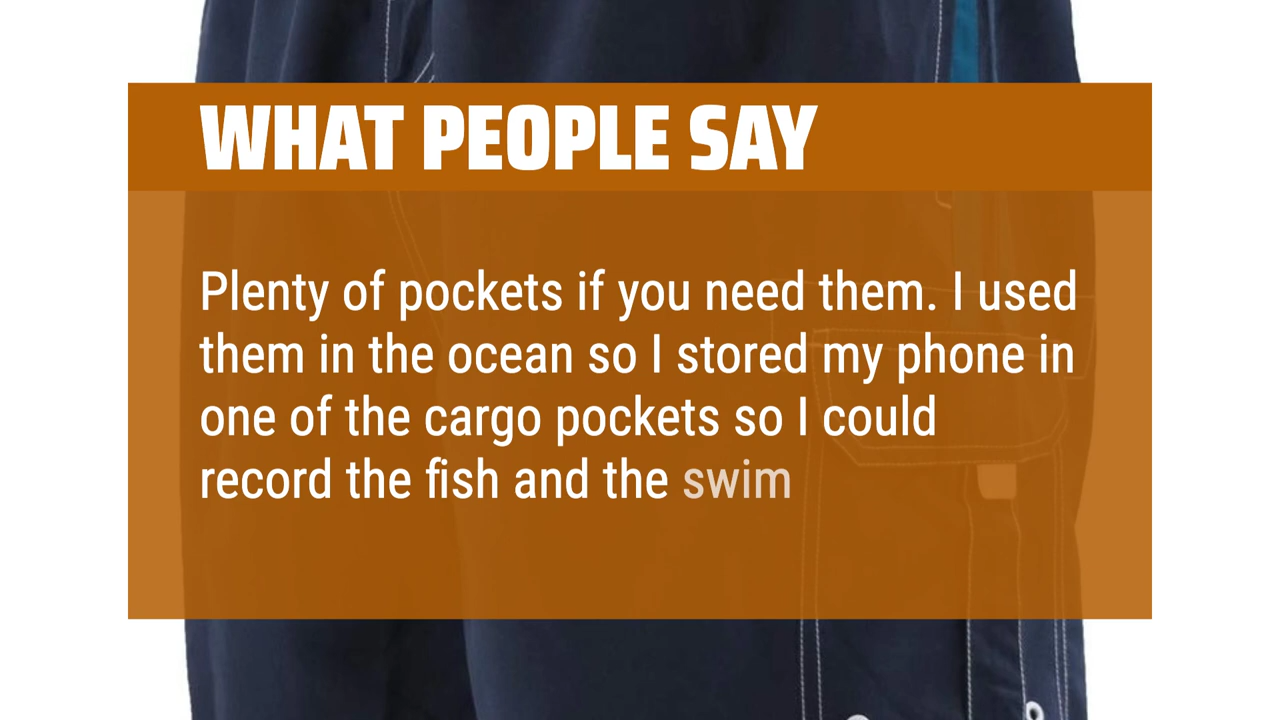 WHAT PEOPLE SAY
Plenty of pockets if you need them. I used
them in the ocean so I stored my phone in
one of the cargo pockets so I could
record the fish and the swim